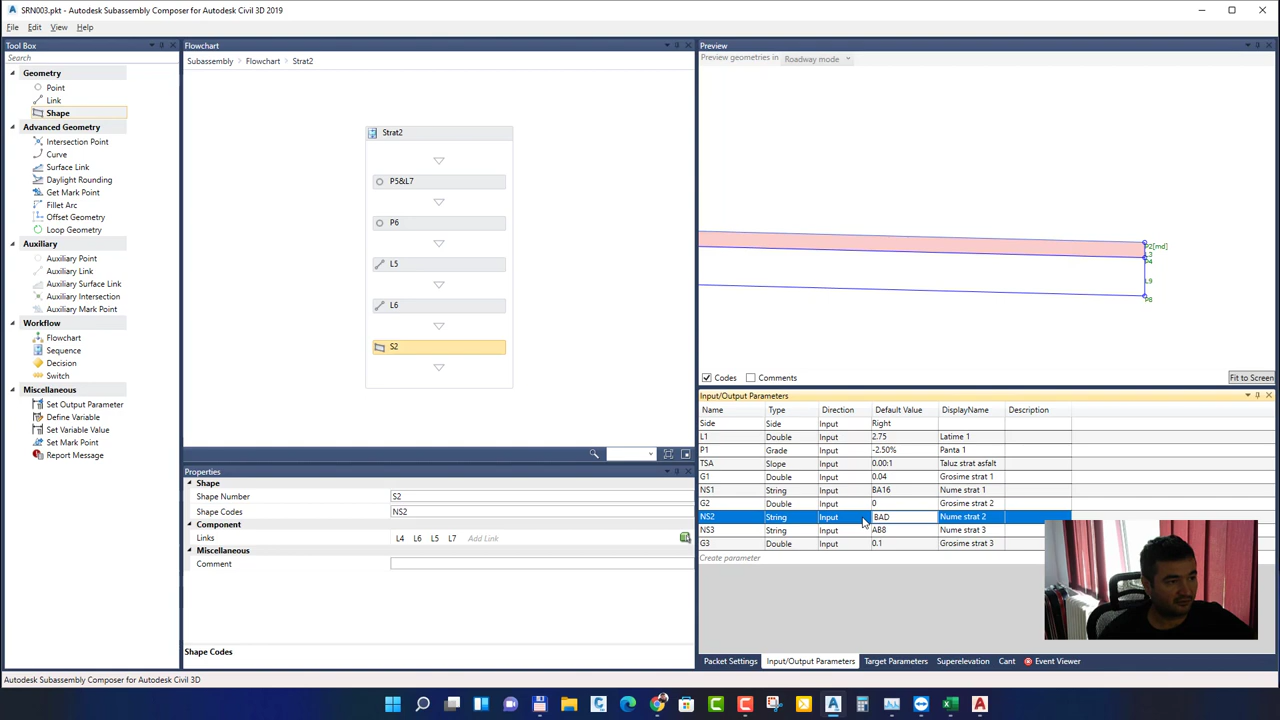 SRN003.pkt - Autodesk Subassembly Composer for Autodesk Civil 3D 2019
File Edit View Help
Tool Box
Search
Geometry
Point
Link
Shape
Advanced Geometry
Intersection Point
Curve
Surface Link
Daylight Rounding
Get Mark Point
Fillet Arc
Offset Geometry
Loop Geometry
Auxiliary
Auxiliary Point
Auxiliary Link
Auxiliary Surface Link
Auxiliary Intersection
Auxiliary Mark Point
Workflow
Flowchart
Sequence
Decision
Switch
Miscellaneous
Set Output Parameter
Define Variable
Set Variable Value
Set Mark Point
Report Message
Flowchart
Subassembly > Flowchart > Strat2
Strat2
P5&L7
P6
L5
L6
S2
Properties
Shape
Shape Number S2
Shape Codes NS2
Component
Links L4 L6 L5 L7 Add Link
Miscellaneous
Comment
Shape Codes
Preview
Preview geometries in Roadway mode
P2[md]
L3
P4
L9
P8
Codes Comments Fit to Screen
Input/Output Parameters
Name Type Direction Default Value DisplayName Description
Side Side Input Right
L1 Double Input 2.75 Latime 1
P1 Grade Input -2.50% Panta 1
TSA Slope Input 0.00:1 Taluz strat asfalt
G1 Double Input 0.04 Grosime strat 1
NS1 String Input BA16 Nume strat 1
G2 Double Input 0 Grosime strat 2
NS2 String Input BAD Nume strat 2
NS3 String Input AB8 Nume strat 3
G3 Double Input 0.1 Grosime strat 3
Create parameter
Packet Settings Input/Output Parameters Target Parameters Superelevation Cant Event Viewer
Autodesk Subassembly Composer for Autodesk Civil 3D 2019